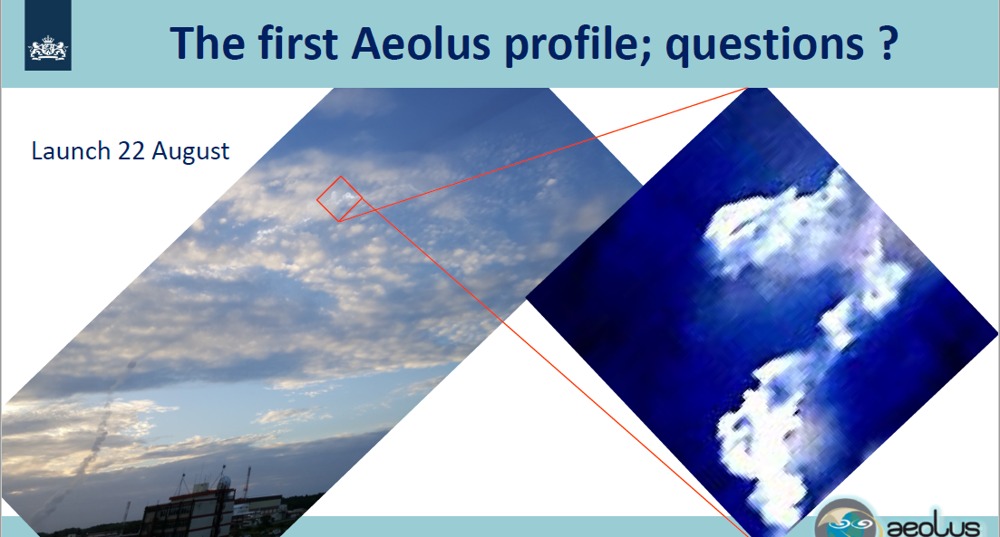 The first Aeolus profile; questions ?
Launch 22 August
aeolus